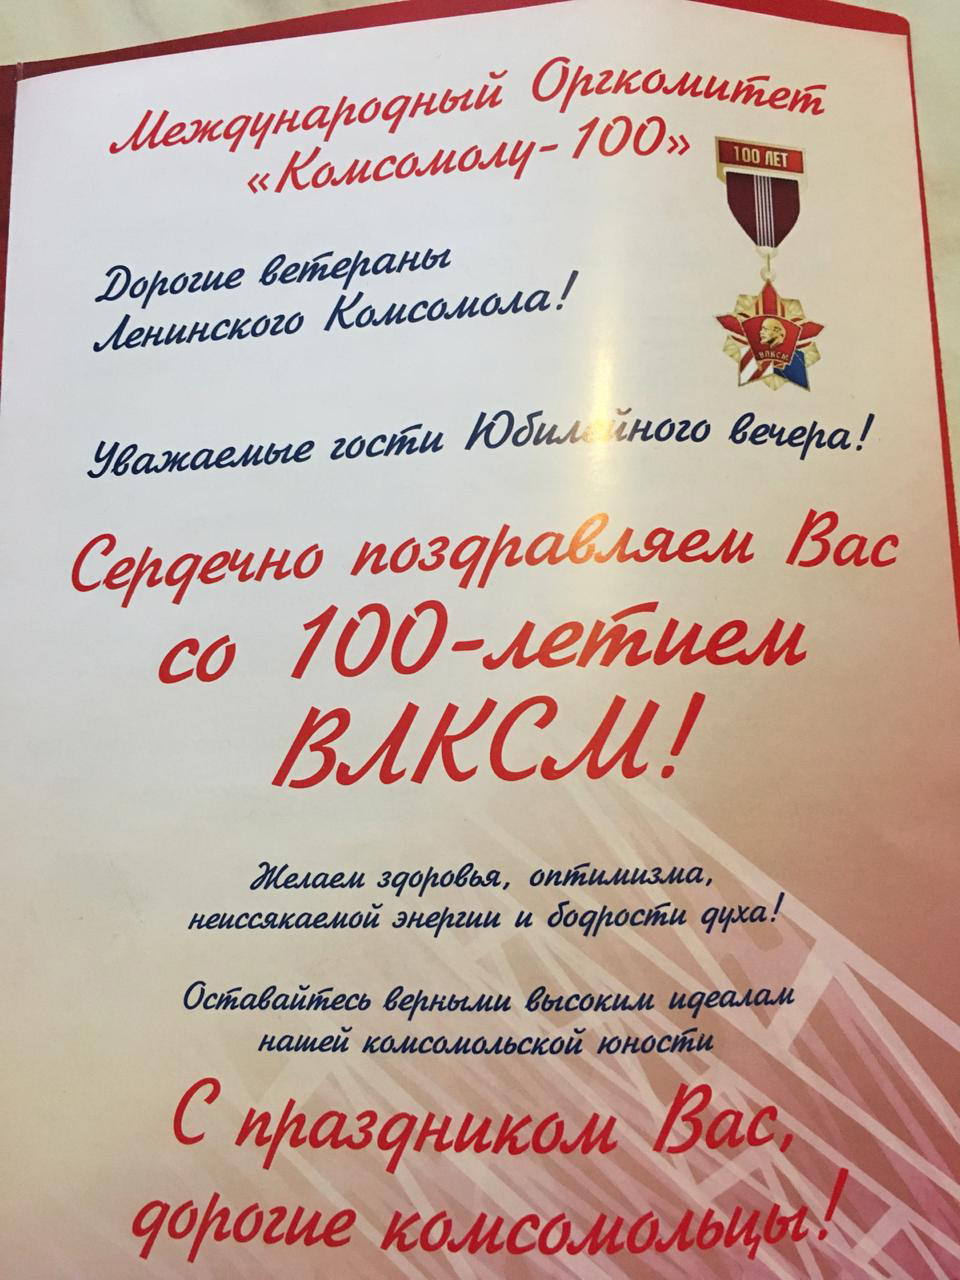 Международный Оргкомитет
«Комсомолу-100»
100 ЛЕТ
ВЛКСМ
Дорогие ветераны
Ленинского Комсомола!
Уважаемые гости Юбилейного вечера!
Сердечно поздравляем Вас
со 100-летием
ВЛКСМ!
Желаем здоровья, оптимизма,
неиссякаемой энергии и бодрости духа!
Оставайтесь верными высоким идеалам
нашей комсомольской юности
С праздником Вас,
дорогие комсомольцы!